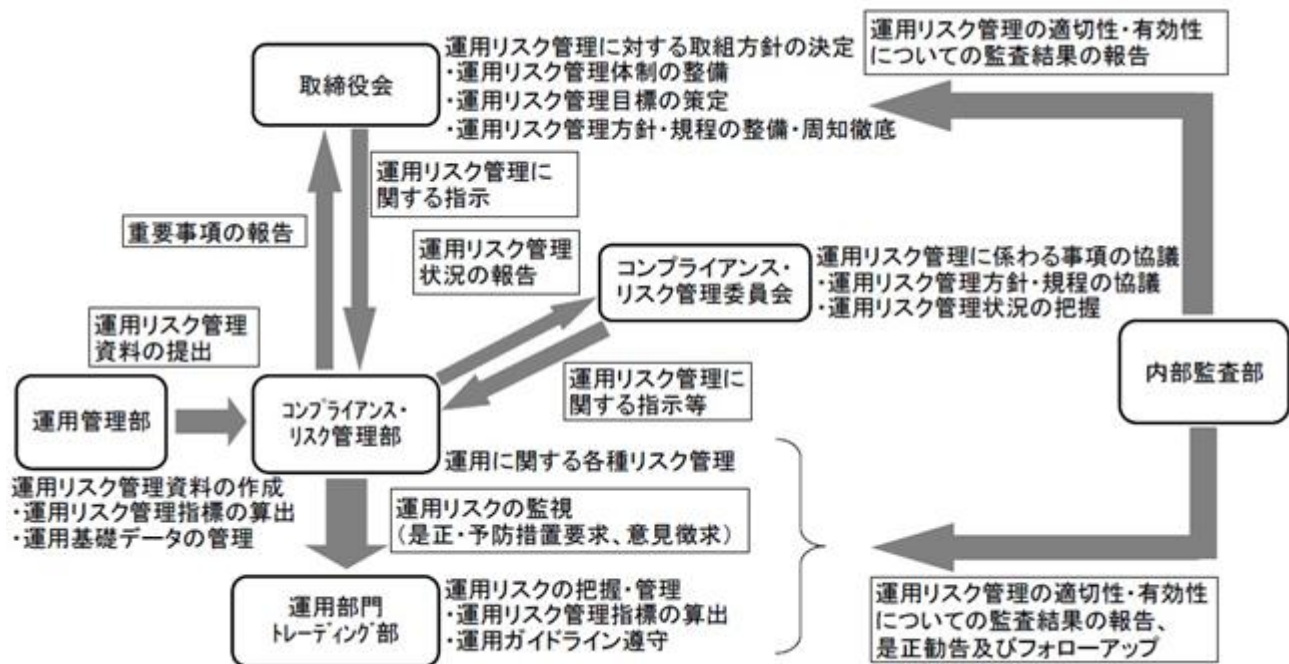 運用リスク管理に対する取組方針の決定
・運用リスク管理体制の整備
・運用リスク管理目標の策定
・運用リスク管理方針・規程の整備・周知徹底
取締役会
運用リスク管理の適切性・有効性
についての監査結果の報告
運用リスク管理に
関する指示
重要事項の報告
運用リスク管理
状況の報告
コンプライアンス・
リスク管理委員会
運用リスク管理に係わる事項の協議
・運用リスク管理方針・規程の協議
・運用リスク管理状況の把握
運用リスク管理
資料の提出
内部監査部
運用管理部
コンプライアンス・
リスク管理部
運用リスク管理に
関する指示等
運用に関する各種リスク管理
運用リスク管理資料の作成
・運用リスク管理指標の算出
・運用基礎データの管理
運用リスクの監視
(是正・予防措置要求、意見徴求)
運用部門
トレーディング部
運用リスクの把握・管理
・運用リスク管理指標の算出
・運用ガイドライン遵守
運用リスク管理の適切性・有効性
についての監査結果の報告、
是正勧告及びフォローアップ